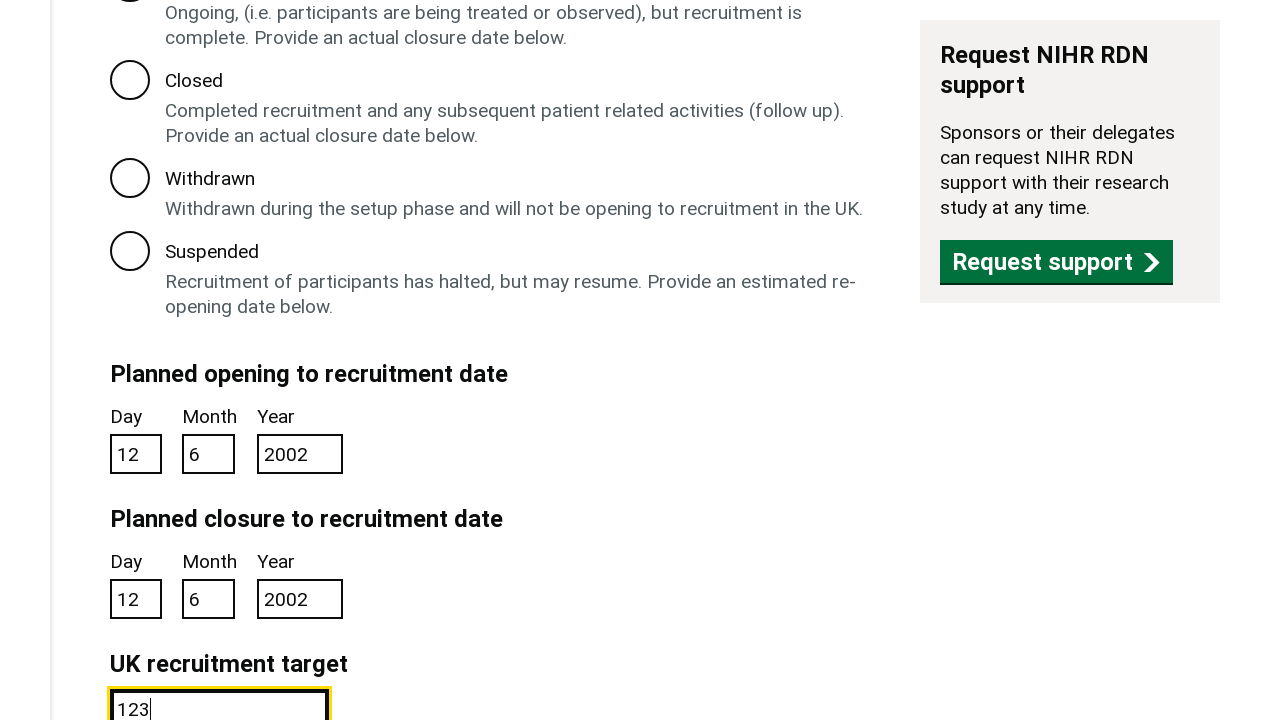 Ongoing, (i.e. participants are being treated or observed), but recruitment is
complete. Provide an actual closure date below.
Closed
Completed recruitment and any subsequent patient related activities (follow up).
Provide an actual closure date below.
Withdrawn
Withdrawn during the setup phase and will not be opening to recruitment in the UK.
Suspended
Recruitment of participants has halted, but may resume. Provide an estimated re-
opening date below.
Planned opening to recruitment date
Day Month Year
12 6 2002
Planned closure to recruitment date
Day Month Year
12 6 2002
UK recruitment target
123
Request NIHR RDN
support
Sponsors or their delegates
can request NIHR RDN
support with their research
study at any time.
Request support